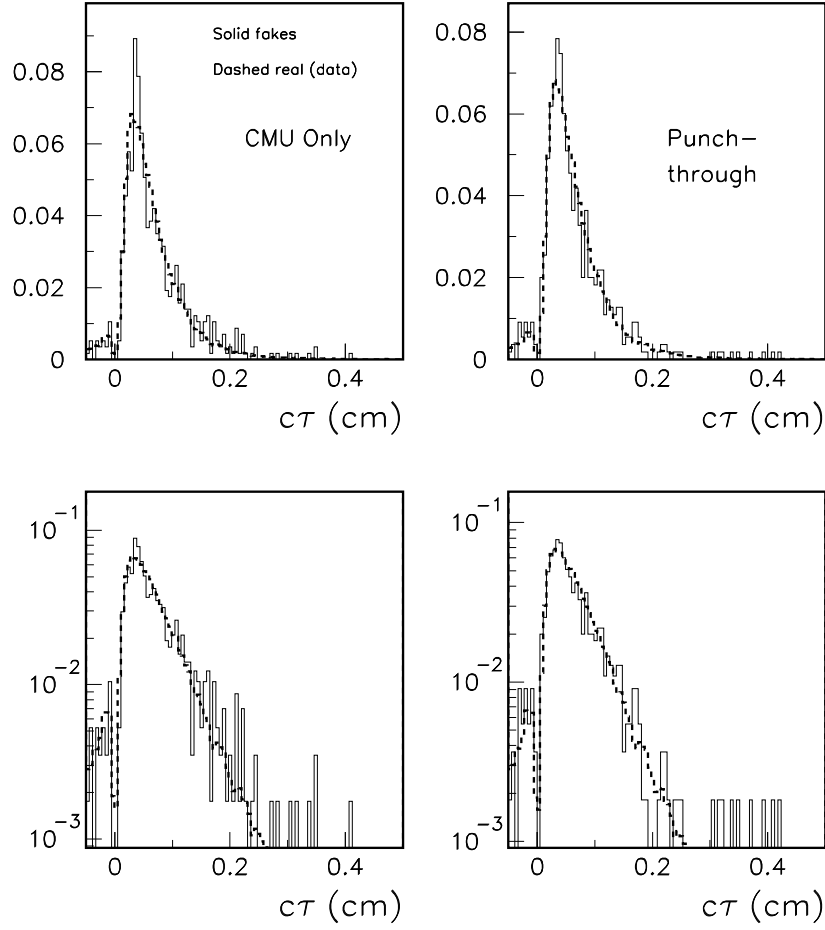 Solid fakes
Dashed real (data)
CMU Only
0.08
0.06
0.04
0.02
0
0 0.2 0.4
cτ (cm)
Punch–
through
0.08
0.06
0.04
0.02
0
0 0.2 0.4
cτ (cm)
10⁻¹
10⁻²
10⁻³
0 0.2 0.4
cτ (cm)
10⁻¹
10⁻²
10⁻³
0 0.2 0.4
cτ (cm)